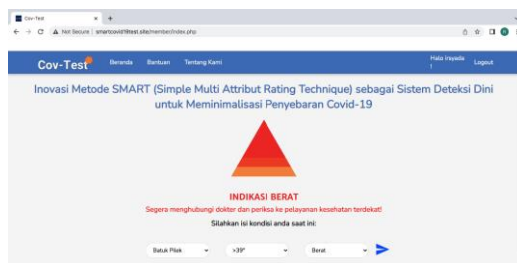 Cov-Test
Not Secure | smartcovid19test.site/member/index.php
Cov-Test
Beranda
Bantuan
Tentang Kami
Halo Irsyada
!
Logout
Inovasi Metode SMART (Simple Multi Attribut Rating Technique) sebagai Sistem Deteksi Dini
untuk Meminimalisasi Penyebaran Covid-19
INDIKASI BERAT
Segera menghubungi dokter dan periksa ke pelayanan kesehatan terdekat!
Silahkan isi kondisi anda saat ini:
Batuk Pilek
>39°
Berat